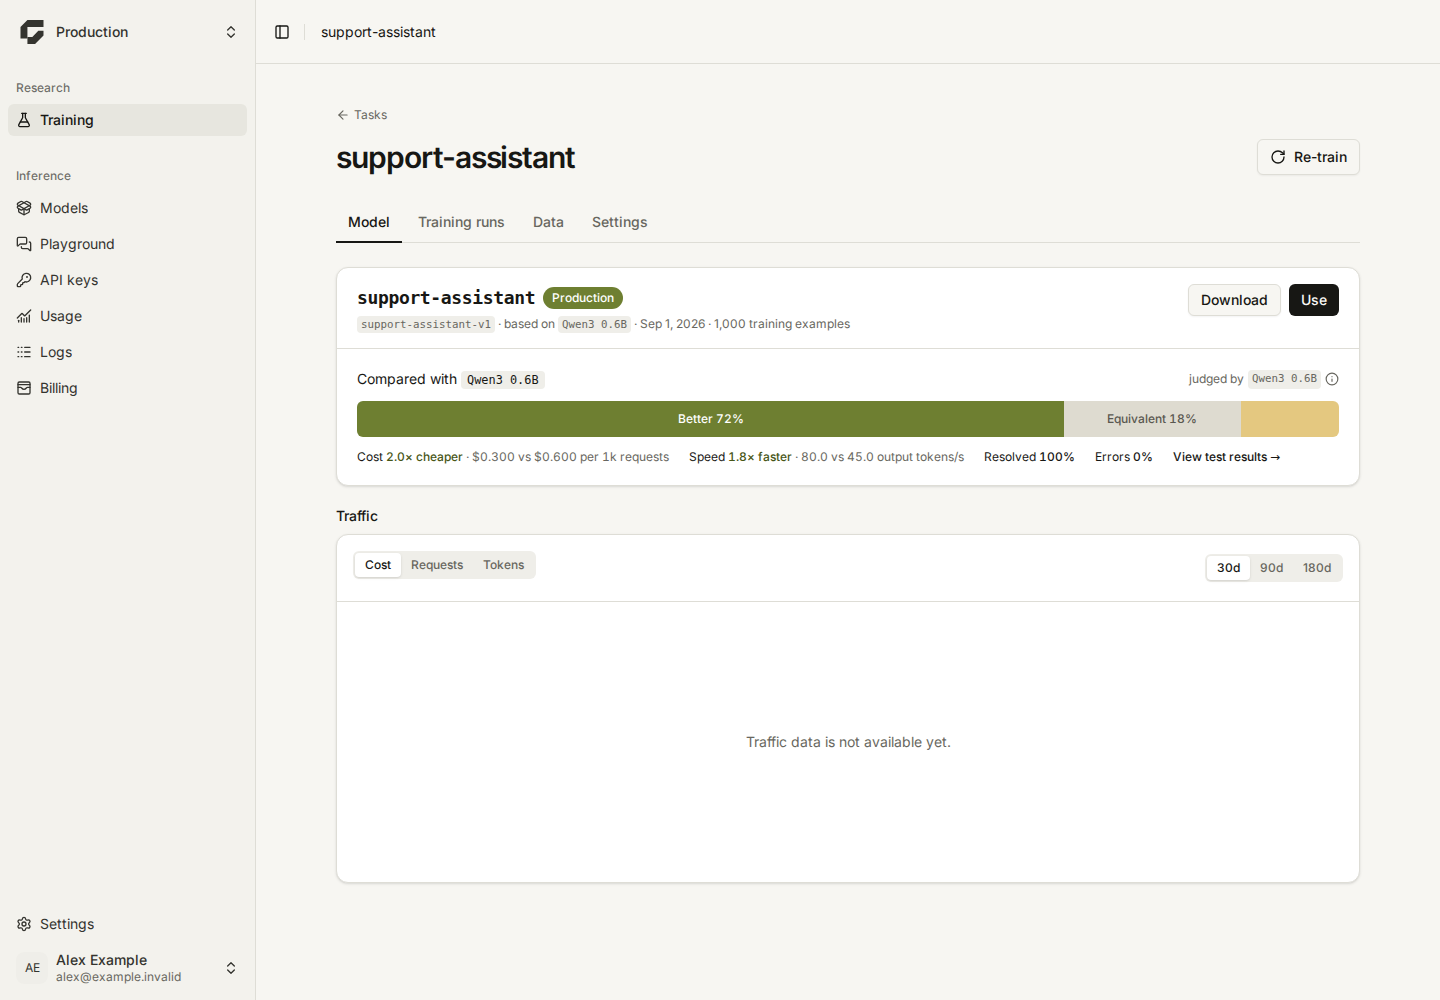 Production
Research
Training
Inference
Models
Playground
API keys
Usage
Logs
Billing
Settings
AE
Alex Example
alex@example.invalid
support-assistant
Tasks
support-assistant
Re-train
Model
Training runs
Data
Settings
support-assistant Production
Download
Use
support-assistant-v1 · based on Qwen3 0.6B · Sep 1, 2026 · 1,000 training examples
Compared with Qwen3 0.6B
judged by Qwen3 0.6B
Better 72%
Equivalent 18%
Cost 2.0× cheaper · $0.300 vs $0.600 per 1k requests
Speed 1.8× faster · 80.0 vs 45.0 output tokens/s
Resolved 100%
Errors 0%
View test results →
Traffic
Cost
Requests
Tokens
30d
90d
180d
Traffic data is not available yet.